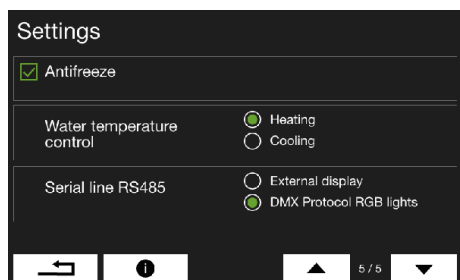 Settings
Antifreeze
Water temperature
control
Heating
Cooling
Serial line RS485
External display
DMX Protocol RGB lights
5/5